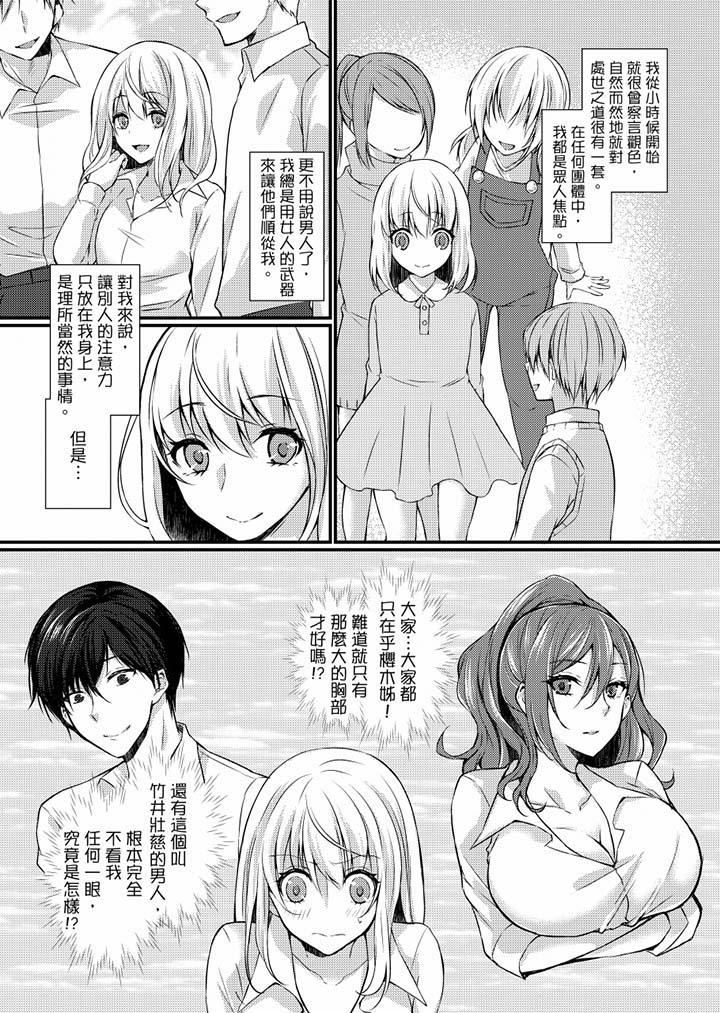 我從小時候開始
就很會察言觀色，
自然而然地就對
處世之道很有一套。
在任何團體中，
我都是眾人焦點。
更不用說男人了，
我總是用女人的武器
來讓他們順從我。
對我來說，
讓別人的注意力
只放在我身上，
是理所當然的事情。
但是…
大家…大家都
只在乎櫻木姊！
難道就只有
那麼大的胸部
才好嗎!?
還有這個叫
竹井壯慈的男人，
根本完全
不看我
任何一眼，
究竟是怎樣!?